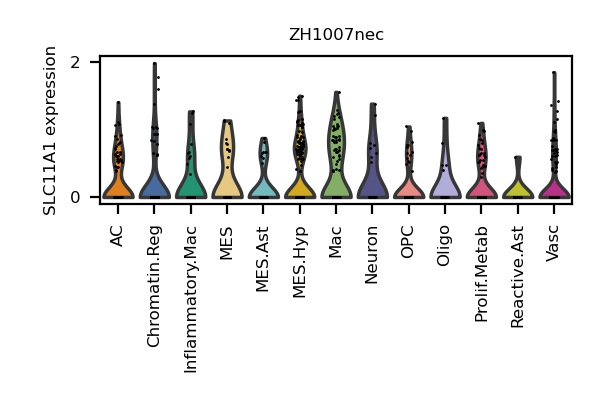 ZH1007nec
SLC11A1 expression
2
0
AC
Chromatin.Reg
Inflammatory.Mac
MES
MES.Ast
MES.Hyp
Mac
Neuron
OPC
Oligo
Prolif.Metab
Reactive.Ast
Vasc